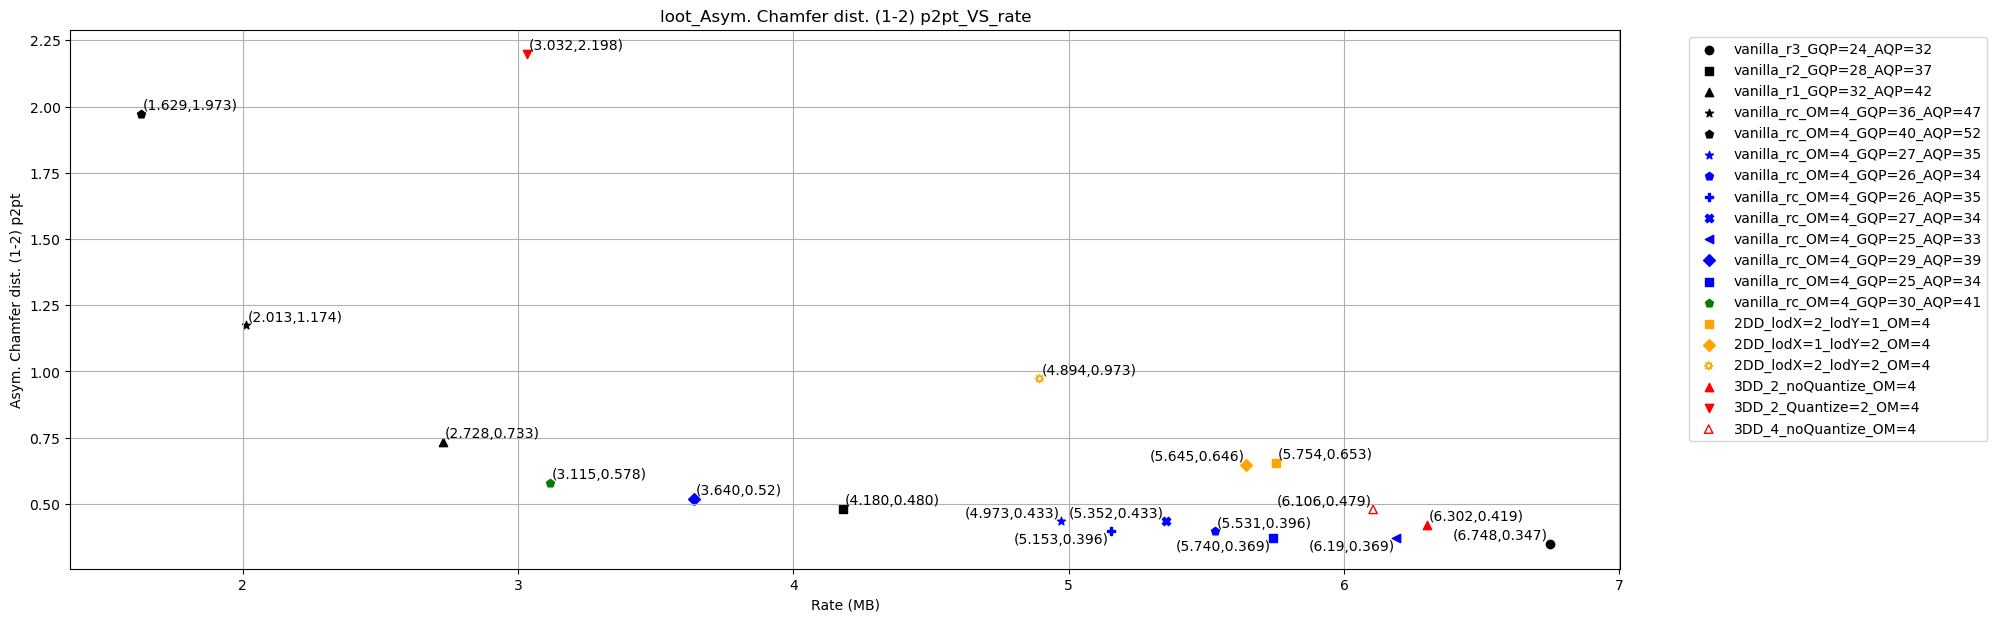 loot_Asym. Chamfer dist. (1-2) p2pt_VS_rate
2.25
2.00
1.75
1.50
1.25
1.00
0.75
0.50
Asym. Chamfer dist. (1-2) p2pt
(3.032,2.198)
(1.629,1.973)
(2.013,1.174)
(4.894,0.973)
(2.728,0.733)
(5.645,0.646)
(5.754,0.653)
(3.115,0.578)
(3.640,0.52)
(4.180,0.480)
(6.106,0.479)
(4.973,0.433)
(5.352,0.433)
(5.531,0.396)
(6.302,0.419)
(5.153,0.396)
(5.740,0.369)
(6.19,0.369)
(6.748,0.347)
2
3
4
5
6
7
Rate (MB)
vanilla_r3_GQP=24_AQP=32
vanilla_r2_GQP=28_AQP=37
vanilla_r1_GQP=32_AQP=42
vanilla_rc_OM=4_GQP=36_AQP=47
vanilla_rc_OM=4_GQP=40_AQP=52
vanilla_rc_OM=4_GQP=27_AQP=35
vanilla_rc_OM=4_GQP=26_AQP=34
vanilla_rc_OM=4_GQP=26_AQP=35
vanilla_rc_OM=4_GQP=27_AQP=34
vanilla_rc_OM=4_GQP=25_AQP=33
vanilla_rc_OM=4_GQP=29_AQP=39
vanilla_rc_OM=4_GQP=25_AQP=34
vanilla_rc_OM=4_GQP=30_AQP=41
2DD_lodX=2_lodY=1_OM=4
2DD_lodX=1_lodY=2_OM=4
2DD_lodX=2_lodY=2_OM=4
3DD_2_noQuantize_OM=4
3DD_2_Quantize=2_OM=4
3DD_4_noQuantize_OM=4